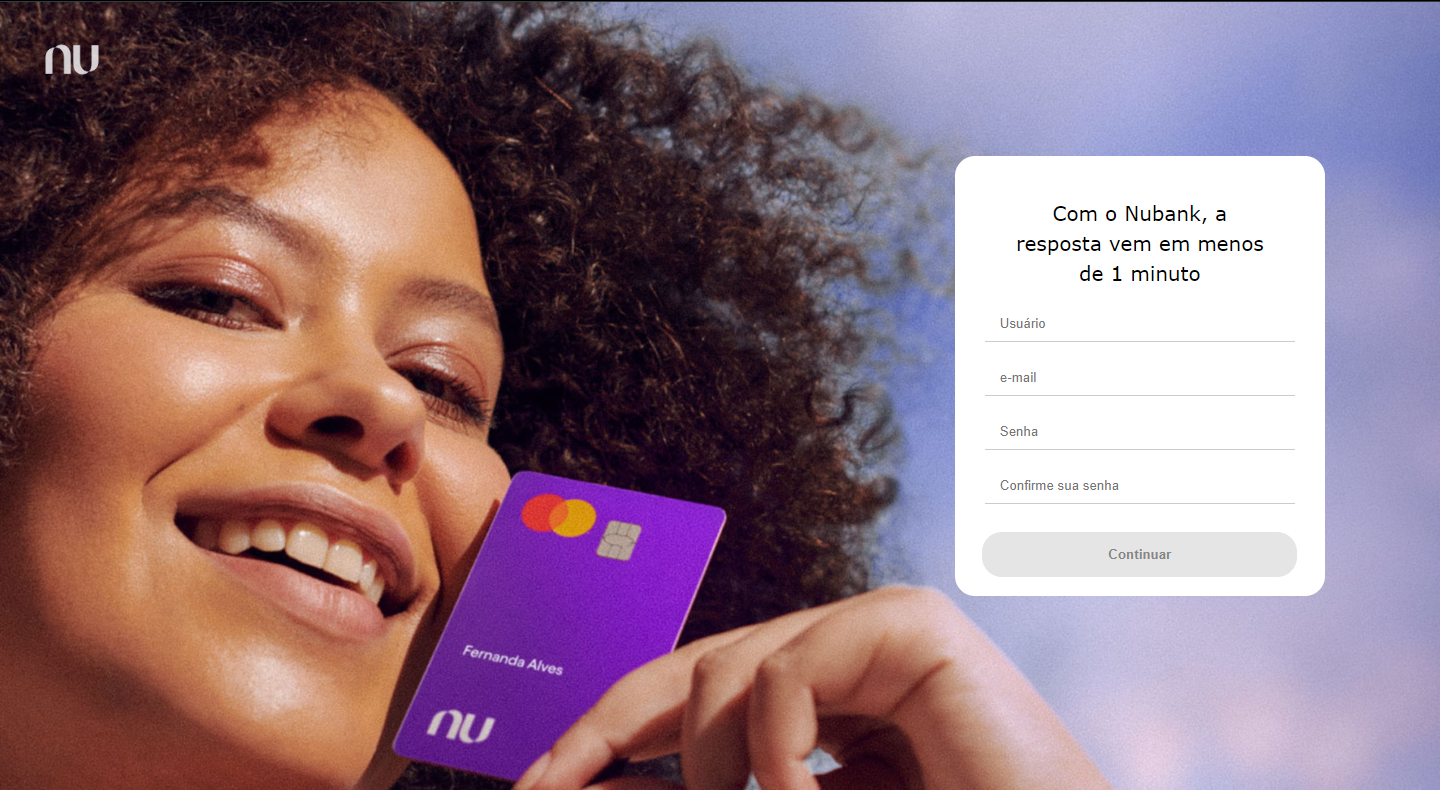 nu
Com o Nubank, a
resposta vem em menos
de 1 minuto
Usuário
e-mail
Senha
Confirme sua senha
Continuar
Fernanda Alves
nu